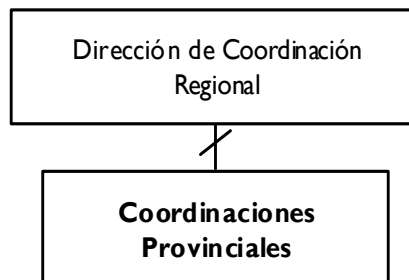 Dirección de Coordinación
Regional
Coordinaciones
Provinciales